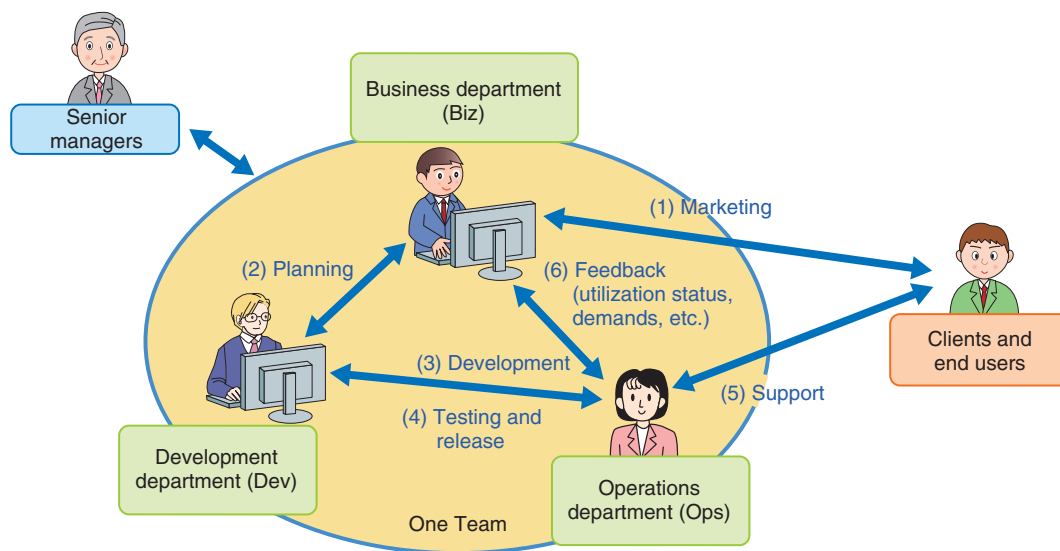 Senior
managers
Business department
(Biz)
(1) Marketing
(2) Planning
(6) Feedback
(utilization status,
demands, etc.)
Clients and
end users
(3) Development
(4) Testing and
release
(5) Support
Development
department (Dev)
Operations
department (Ops)
One Team